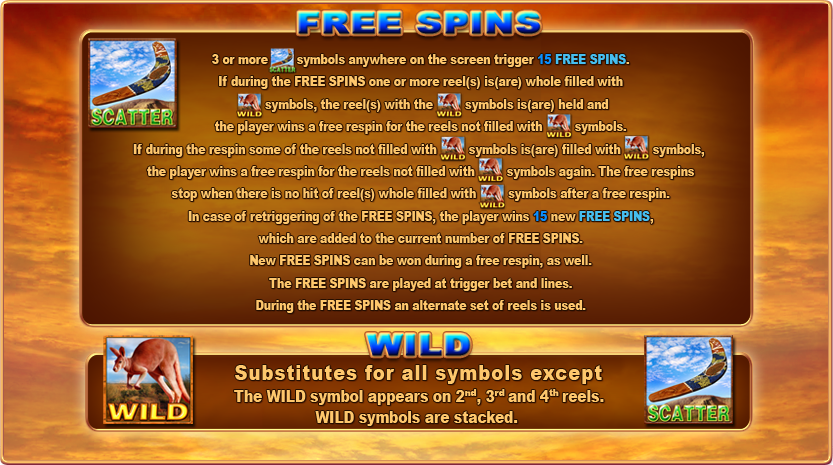 FREE SPINS
SCATTER
3 or more SCATTER symbols anywhere on the screen trigger 15 FREE SPINS.
If during the FREE SPINS one or more reel(s) is(are) whole filled with
WILD symbols, the reel(s) with the WILD symbols is(are) held and
the player wins a free respin for the reels not filled with WILD symbols.
If during the respin some of the reels not filled with WILD symbols is(are) filled with WILD symbols,
the player wins a free respin for the reels not filled with WILD symbols again. The free respins
stop when there is no hit of reel(s) whole filled with WILD symbols after a free respin.
In case of retriggering of the FREE SPINS, the player wins 15 new FREE SPINS,
which are added to the current number of FREE SPINS.
New FREE SPINS can be won during a free respin, as well.
The FREE SPINS are played at trigger bet and lines.
During the FREE SPINS an alternate set of reels is used.
WILD
WILD
Substitutes for all symbols except
The WILD symbol appears on 2nd, 3rd and 4th reels.
WILD symbols are stacked.
SCATTER